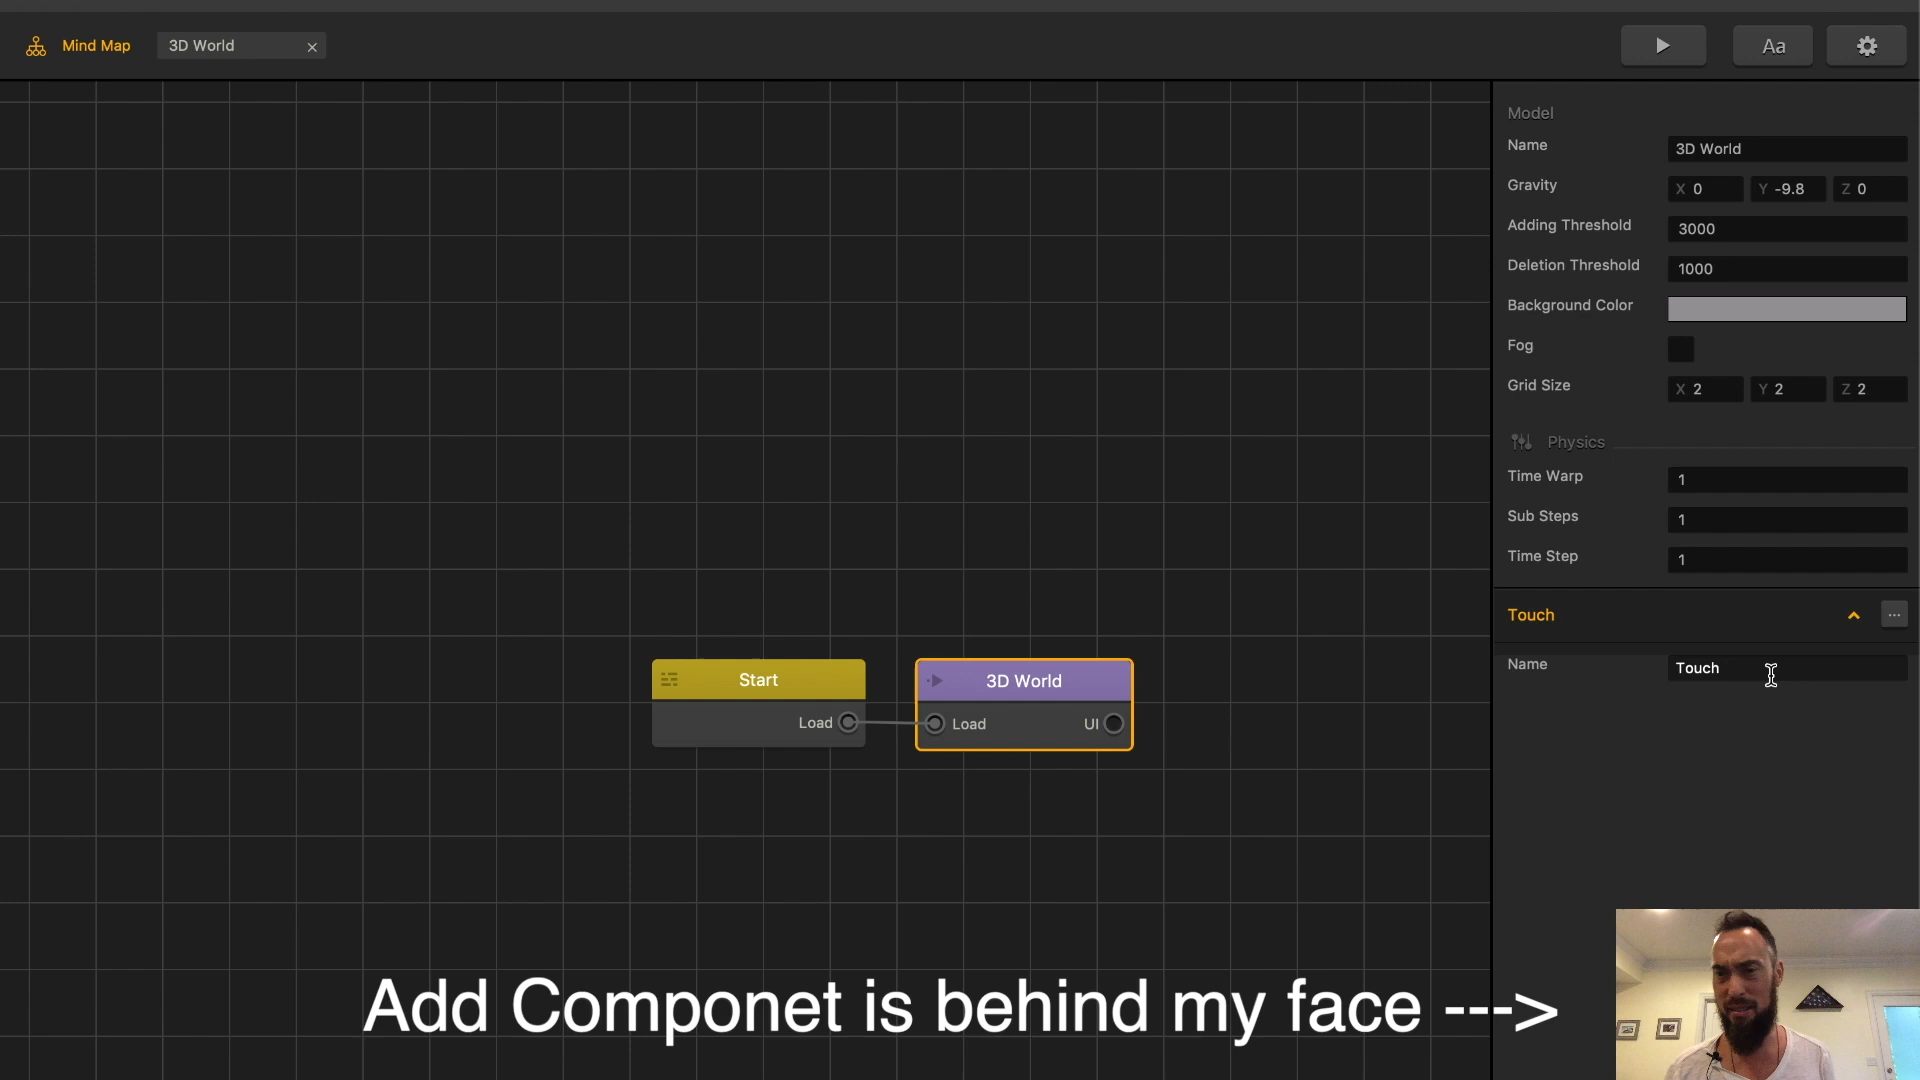 Mind Map
3D World
Aa
Model
Name
3D World
Gravity
X 0
Y -9.8
Z 0
Adding Threshold
3000
Deletion Threshold
1000
Background Color
Fog
Grid Size
X 2
Y 2
Z 2
Physics
Time Warp
1
Sub Steps
1
Time Step
1
Touch
Name
Touch
Start
Load
3D World
Load
UI
Add Componet is behind my face --->